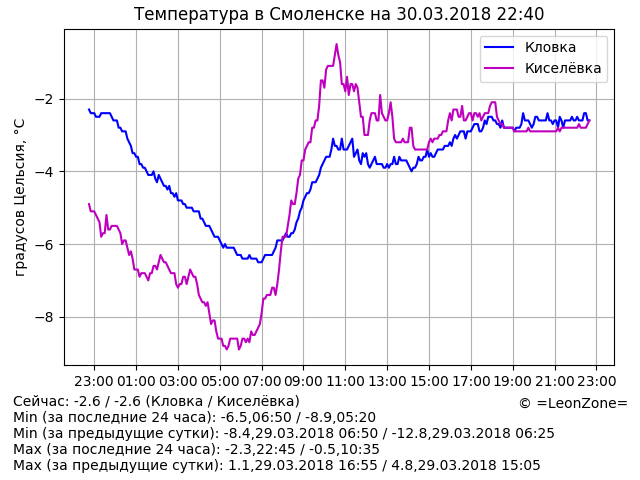 Температура в Смоленске на 30.03.2018 22:40
Кловка
Киселёвка
градусов Цельсия, °C
−2
−4
−6
−8
23:00 01:00 03:00 05:00 07:00 09:00 11:00 13:00 15:00 17:00 19:00 21:00 23:00
Сейчас: -2.6 / -2.6 (Кловка / Киселёвка)
© =LeonZone=
Min (за последние 24 часа): -6.5,06:50 / -8.9,05:20
Min (за предыдущие сутки): -8.4,29.03.2018 06:50 / -12.8,29.03.2018 06:25
Max (за последние 24 часа): -2.3,22:45 / -0.5,10:35
Max (за предыдущие сутки): 1.1,29.03.2018 16:55 / 4.8,29.03.2018 15:05